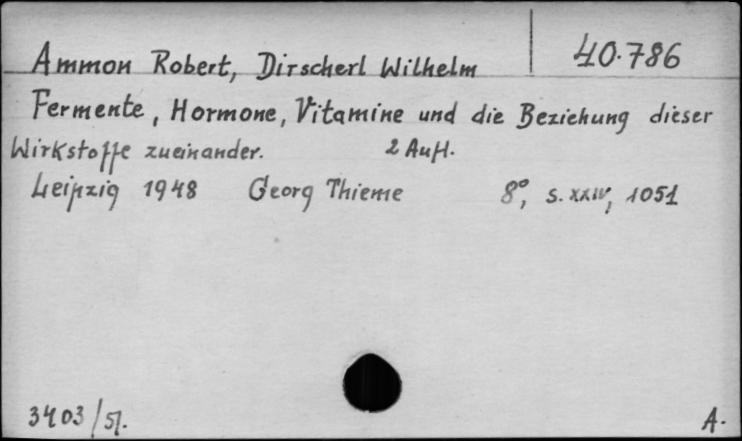 Ammon Robert, Dirscherl Wilhelm 40.786
Fermente, Hormone, Vitamine und die Beziehung dieser
Wirkstoffe zueinander. 2 Aufl.
Leipzig 1948 Georg Thieme 8°, S. XXIV, 1051
3403/51.
A.